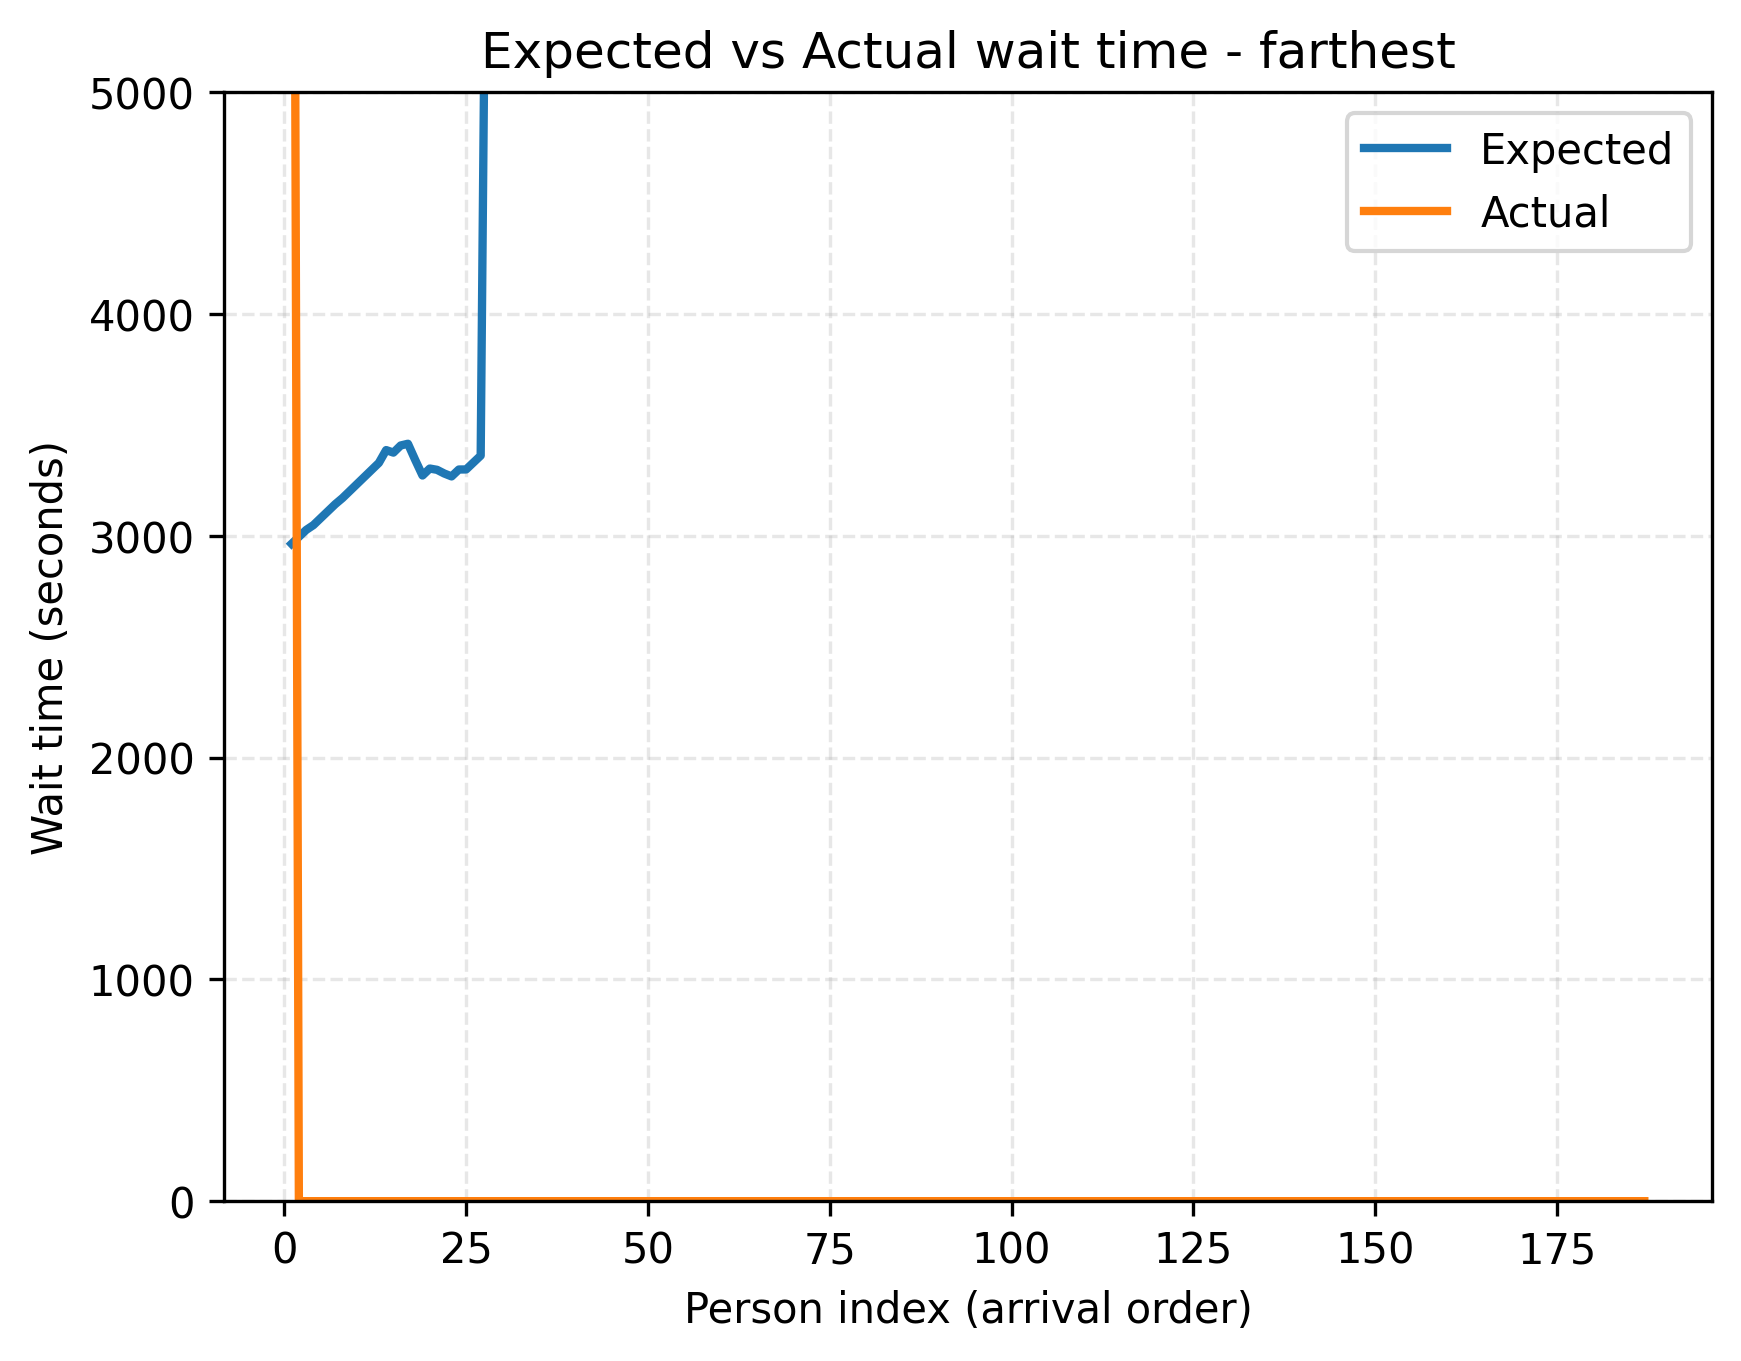 Expected vs Actual wait time - farthest
5000
4000
3000
2000
1000
0
Wait time (seconds)
Expected
Actual
0 25 50 75 100 125 150 175
Person index (arrival order)